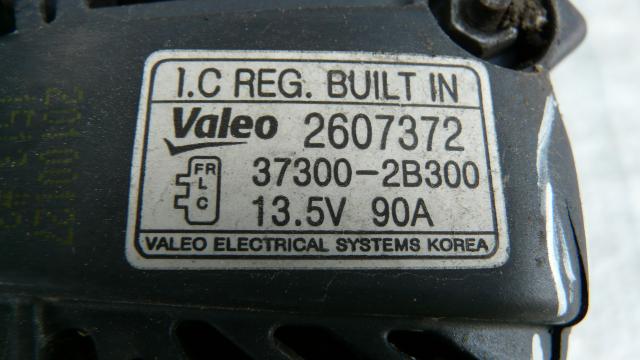 I.C REG. BUILT IN
Valeo 2607372
FR
L
C
37300-2B300
13.5V 90A
VALEO ELECTRICAL SYSTEMS KOREA